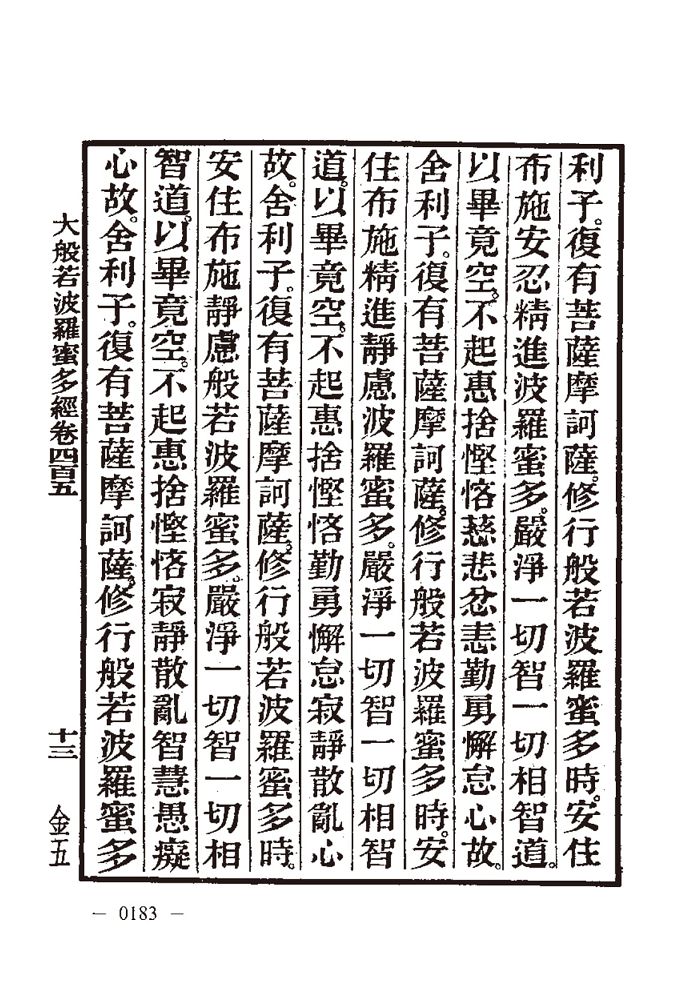 利子。復有菩薩摩訶薩。修行般若波羅蜜多時。安住
布施安忍精進波羅蜜多。嚴淨一切智一切相智道。
以畢竟空。不起惠捨慳悋慈悲忿恚勤勇懈怠心故。
舍利子。復有菩薩摩訶薩。修行般若波羅蜜多時。安
住布施精進靜慮波羅蜜多。嚴淨一切智一切相智
道。以畢竟空。不起惠捨慳悋勤勇懈怠寂靜散亂心
故。舍利子。復有菩薩摩訶薩。修行般若波羅蜜多時。
安住布施靜慮般若波羅蜜多。嚴淨一切智一切相
智道。以畢竟空。不起惠捨慳悋寂靜散亂智慧愚癡
心故。舍利子。復有菩薩摩訶薩。修行般若波羅蜜多
大般若波羅蜜多經卷四百五 十三 金五
— 0183 —